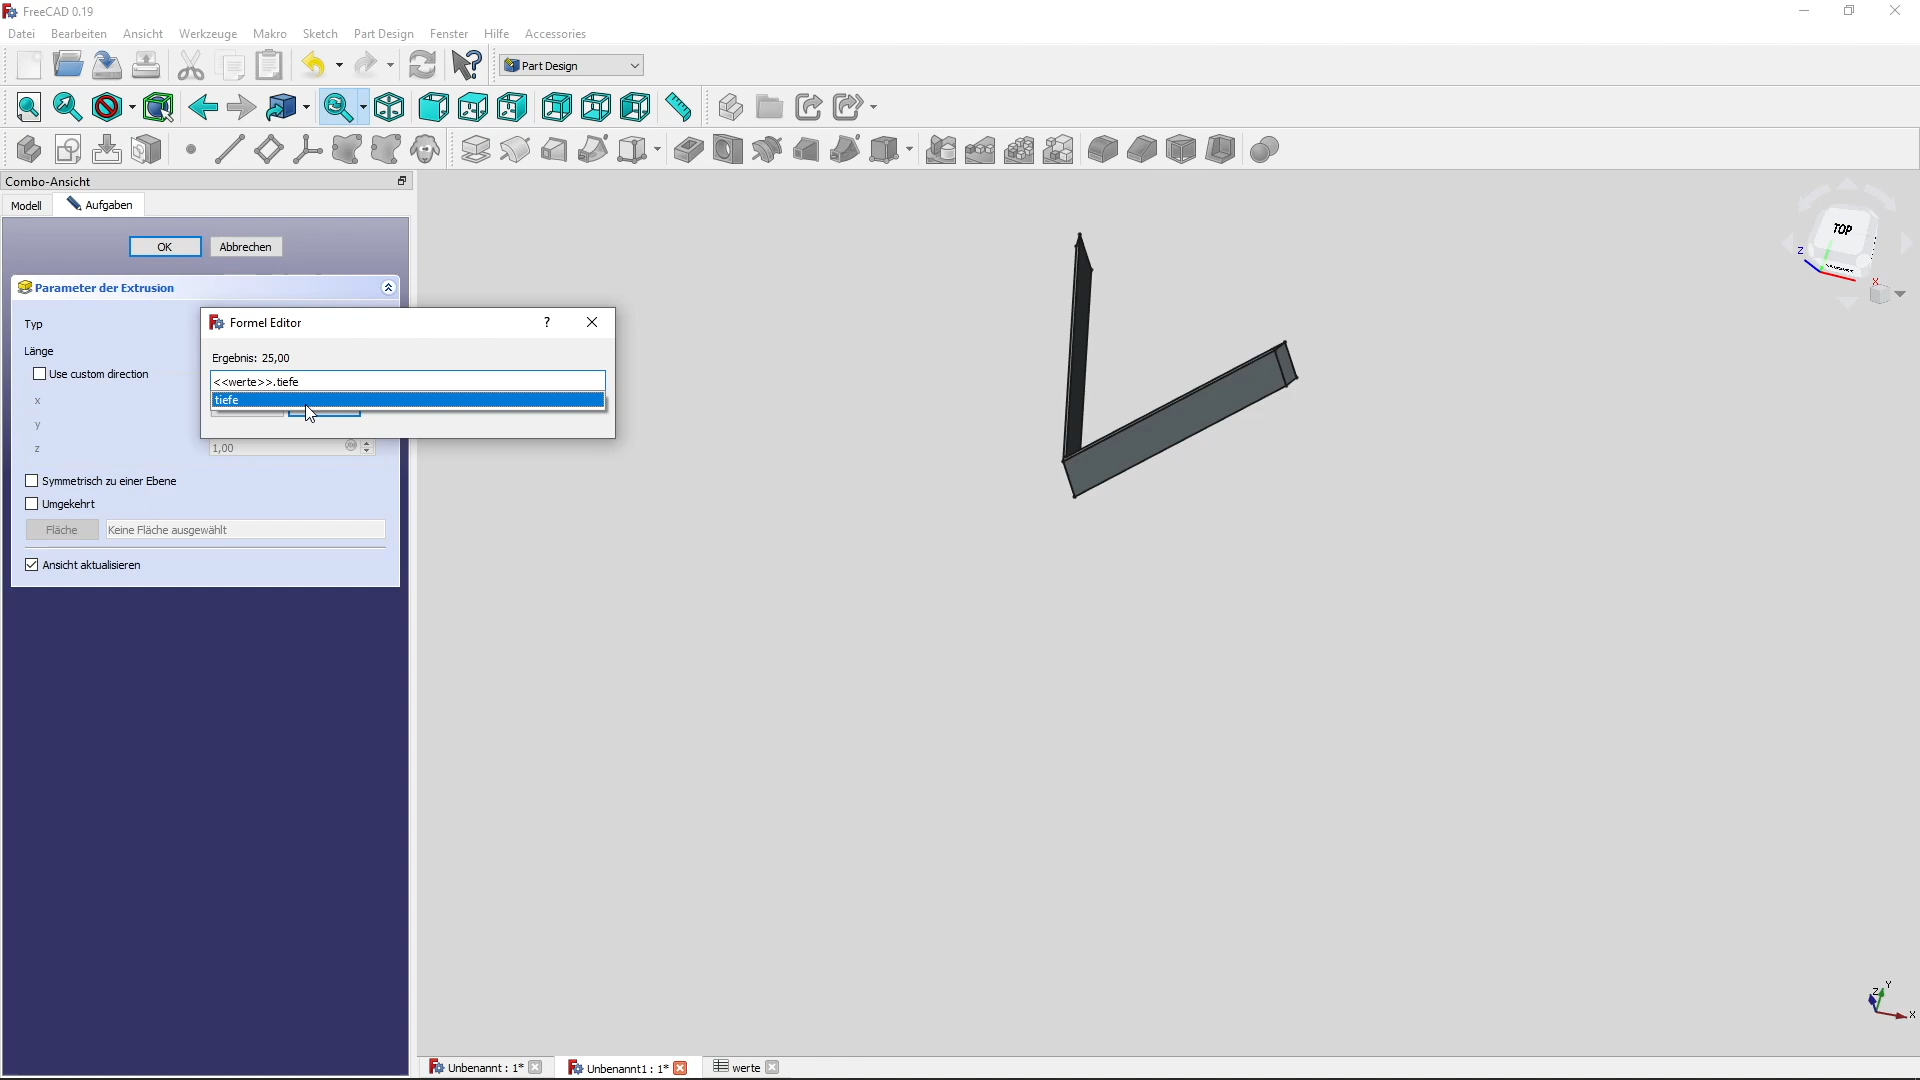 FreeCAD 0.19
Datei Bearbeiten Ansicht Werkzeuge Makro Sketch Part Design Fenster Hilfe Accessories
Part Design
Combo-Ansicht
Modell Aufgaben
OK Abbrechen
Parameter der Extrusion
Typ
Länge
Use custom direction
x
y
z 1,00
Formel Editor ?
Ergebnis: 25,00
<<werte>>.tiefe
tiefe
Symmetrisch zu einer Ebene
Umgekehrt
Fläche Keine Fläche ausgewählt
Ansicht aktualisieren
TOP
Z
X
Z Y
X
Unbenannt : 1* Unbenannt1 : 1* werte